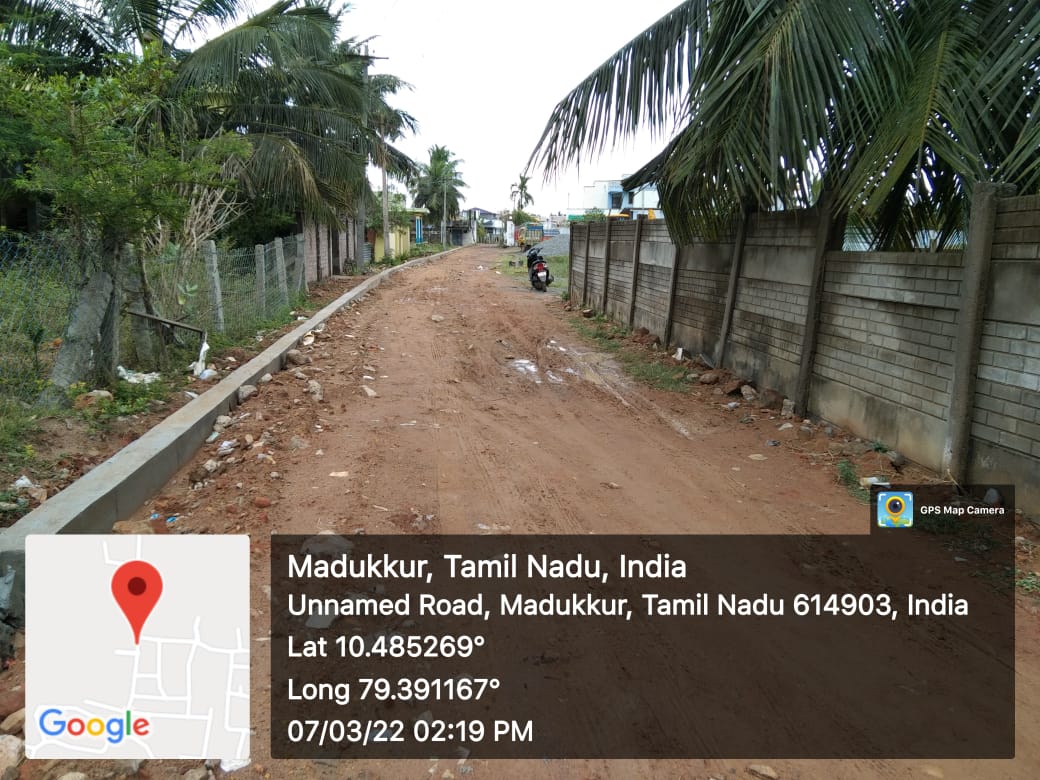 GPS Map Camera
Madukkur, Tamil Nadu, India
Unnamed Road, Madukkur, Tamil Nadu 614903, India
Lat 10.485269°
Long 79.391167°
07/03/22 02:19 PM
Google